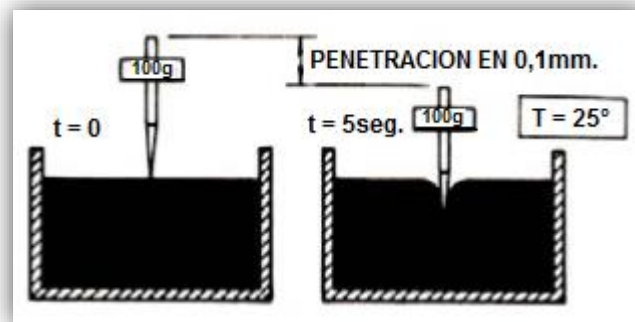 100g
PENETRACION EN 0,1mm.
t = 0
t = 5seg.
100g
T = 25°